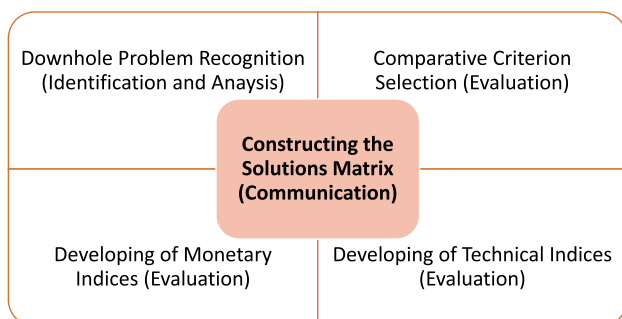 Downhole Problem Recognition
(Identification and Anaysis)
Comparative Criterion
Selection (Evaluation)
Constructing the
Solutions Matrix
(Communication)
Developing of Monetary
Indices (Evaluation)
Developing of Technical Indices
(Evaluation)